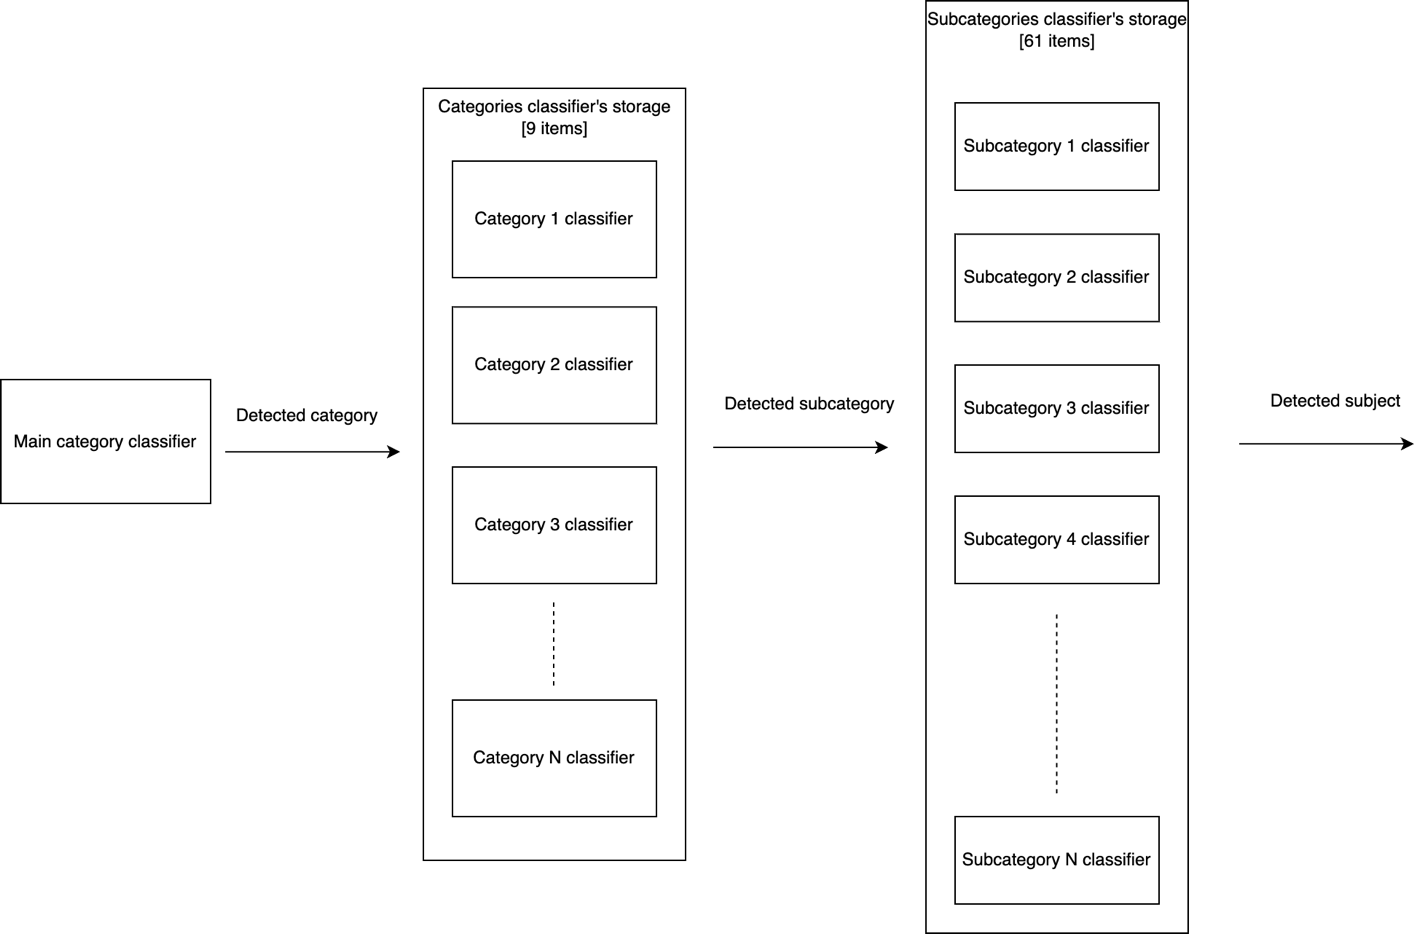 Main category classifier
Detected category
Categories classifier's storage
[9 items]
Category 1 classifier
Category 2 classifier
Category 3 classifier
Category N classifier
Detected subcategory
Subcategories classifier's storage
[61 items]
Subcategory 1 classifier
Subcategory 2 classifier
Subcategory 3 classifier
Subcategory 4 classifier
Subcategory N classifier
Detected subject